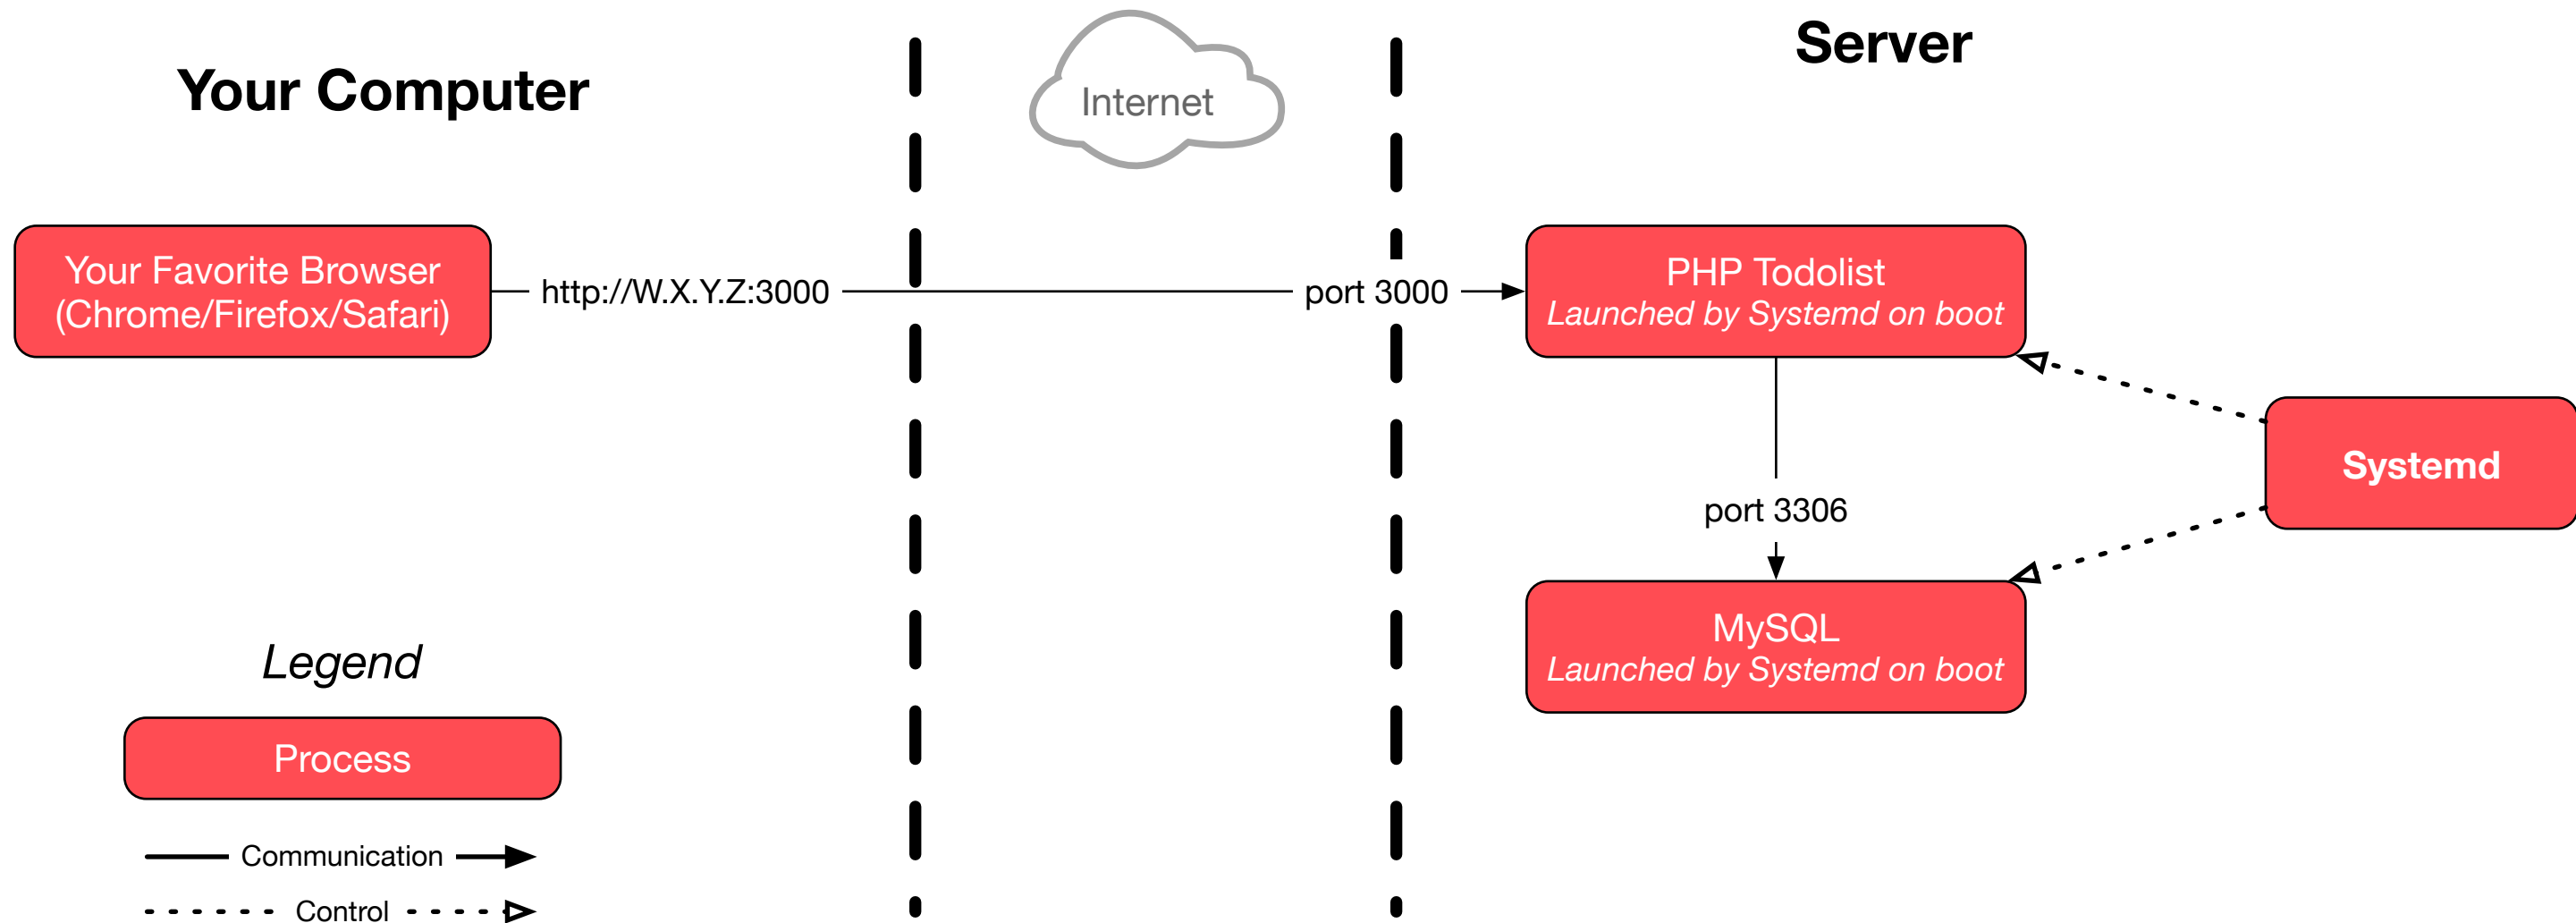 Your Computer
Internet
Server
Your Favorite Browser
(Chrome/Firefox/Safari)
http://W.X.Y.Z:3000
port 3000
PHP Todolist
Launched by Systemd on boot
Systemd
port 3306
MySQL
Launched by Systemd on boot
Legend
Process
Communication
Control